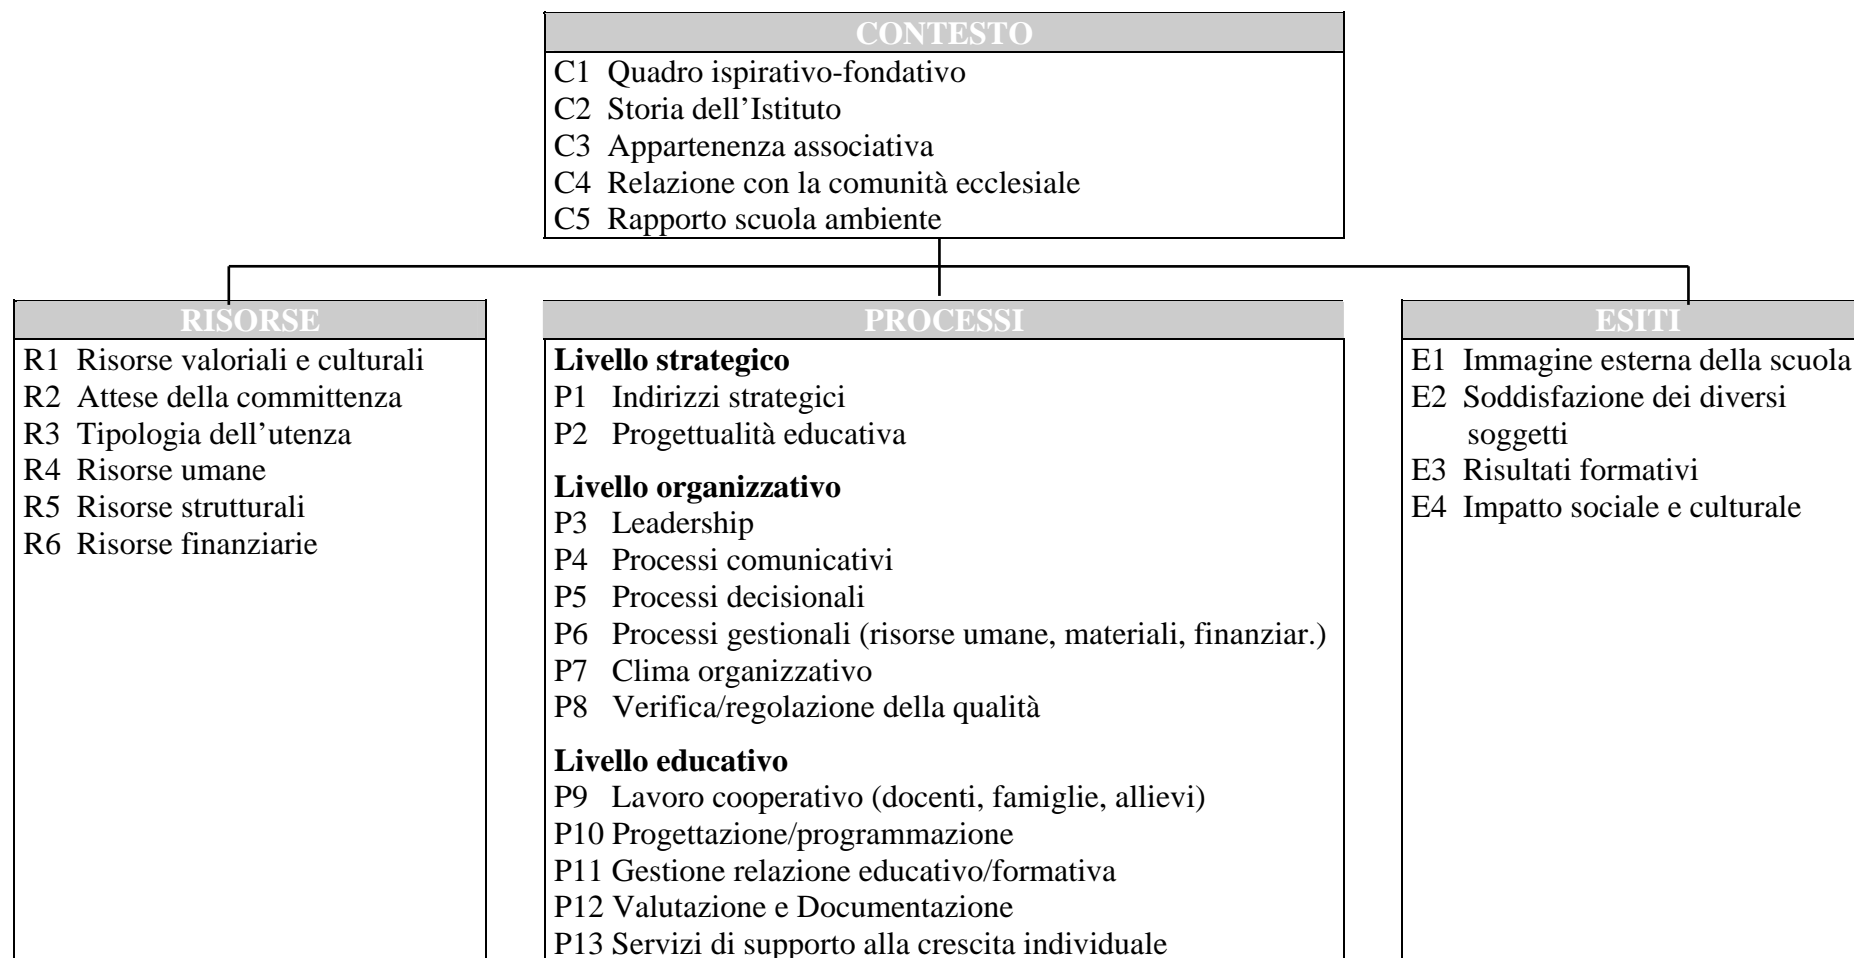 CONTESTO
C1 Quadro ispirativo-fondativo
C2 Storia dell’Istituto
C3 Appartenenza associativa
C4 Relazione con la comunità ecclesiale
C5 Rapporto scuola ambiente
RISORSE
R1 Risorse valoriali e culturali
R2 Attese della committenza
R3 Tipologia dell’utenza
R4 Risorse umane
R5 Risorse strutturali
R6 Risorse finanziarie
PROCESSI
Livello strategico
P1 Indirizzi strategici
P2 Progettualità educativa
Livello organizzativo
P3 Leadership
P4 Processi comunicativi
P5 Processi decisionali
P6 Processi gestionali (risorse umane, materiali, finanziar.)
P7 Clima organizzativo
P8 Verifica/regolazione della qualità
Livello educativo
P9 Lavoro cooperativo (docenti, famiglie, allievi)
P10 Progettazione/programmazione
P11 Gestione relazione educativo/formativa
P12 Valutazione e Documentazione
P13 Servizi di supporto alla crescita individuale
ESITI
E1 Immagine esterna della scuola
E2 Soddisfazione dei diversi
soggetti
E3 Risultati formativi
E4 Impatto sociale e culturale